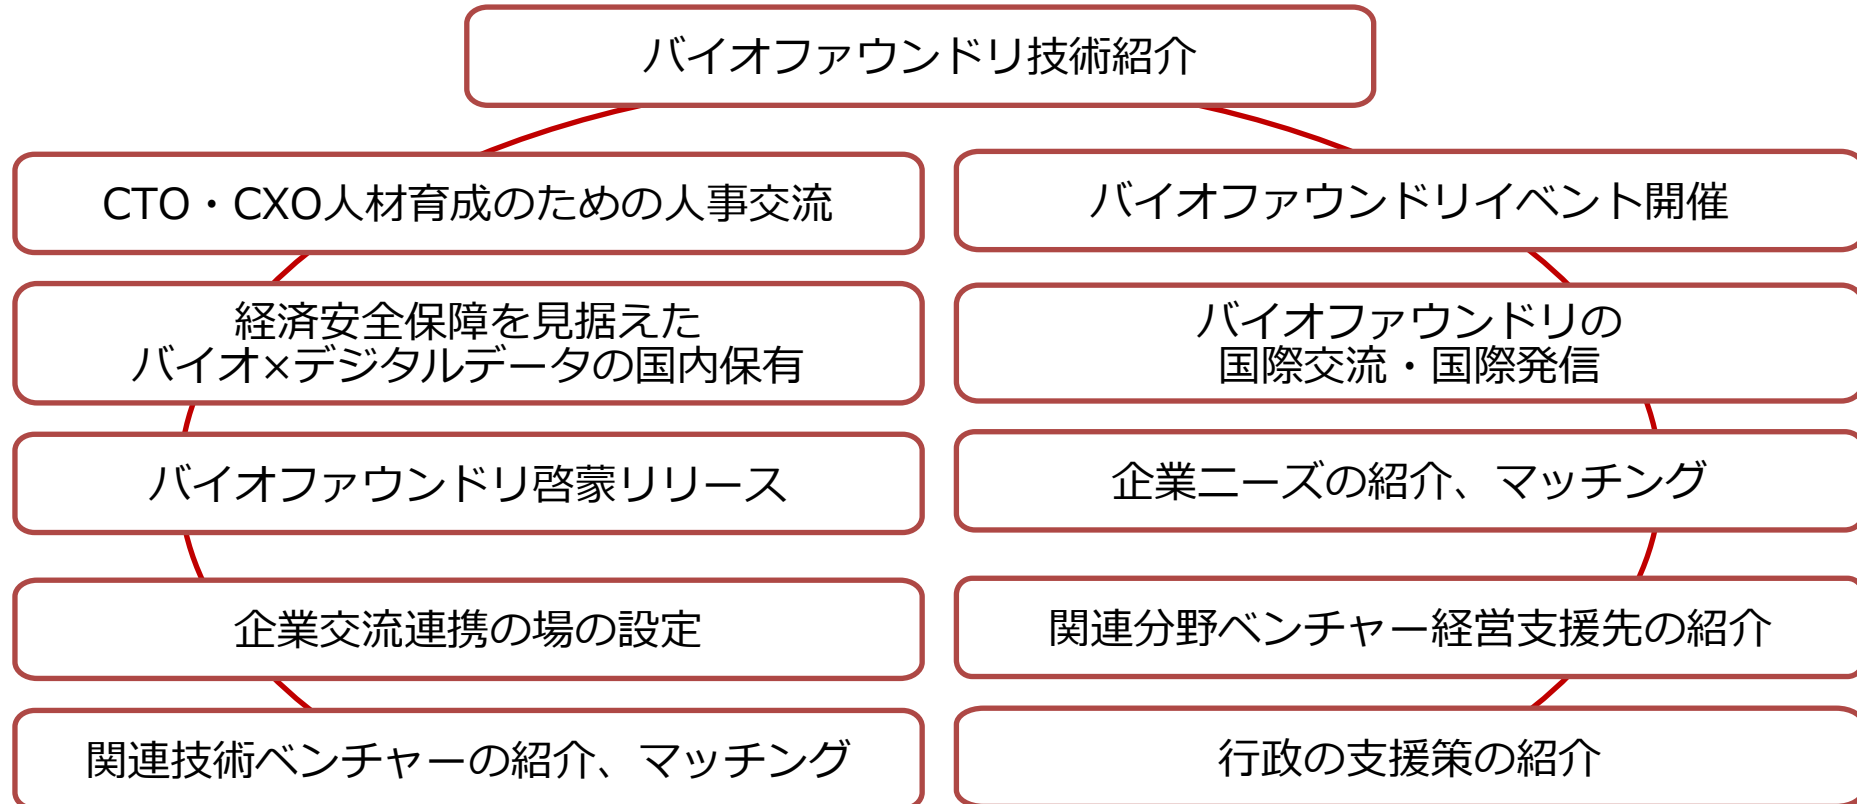 バイオファウンドリ技術紹介
CTO・CXO人材育成のための人事交流
バイオファウンドリイベント開催
経済安全保障を見据えた
バイオ×デジタルデータの国内保有
バイオファウンドリの
国際交流・国際発信
バイオファウンドリ啓蒙リリース
企業ニーズの紹介、マッチング
企業交流連携の場の設定
関連分野ベンチャー経営支援先の紹介
関連技術ベンチャーの紹介、マッチング
行政の支援策の紹介